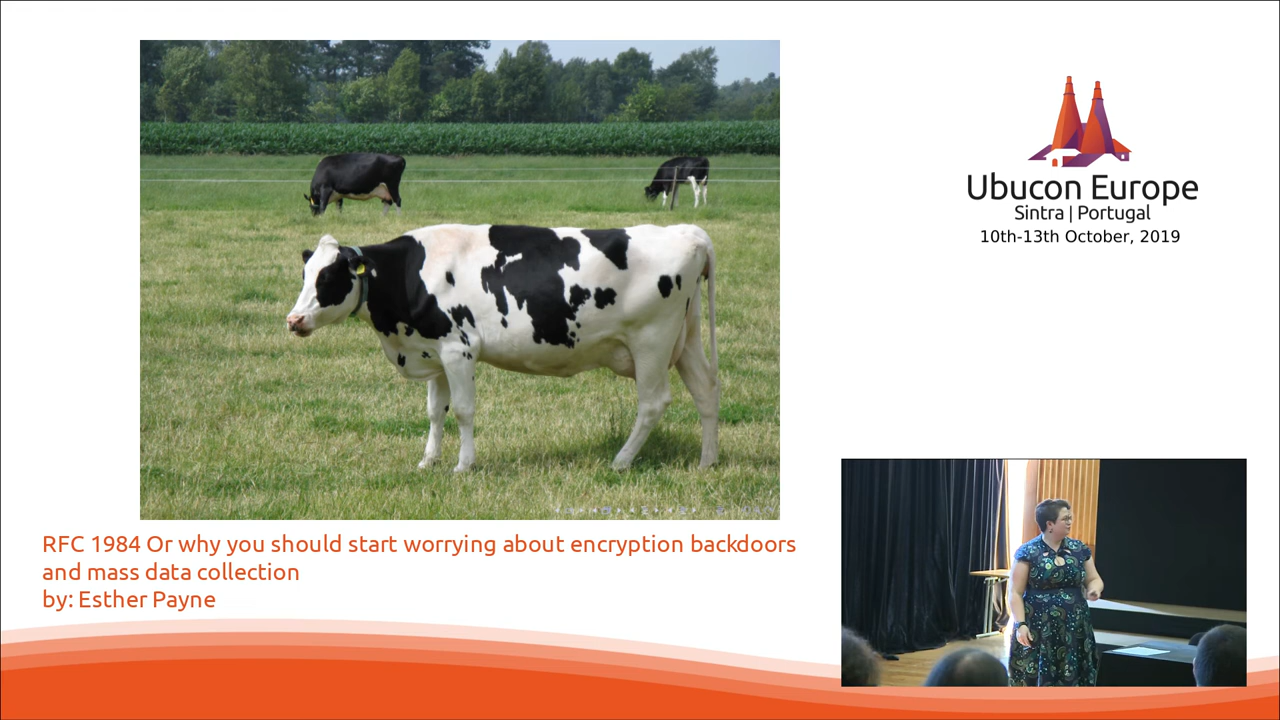 Ubucon Europe
Sintra | Portugal
10th-13th October, 2019
RFC 1984 Or why you should start worrying about encryption backdoors
and mass data collection
by: Esther Payne